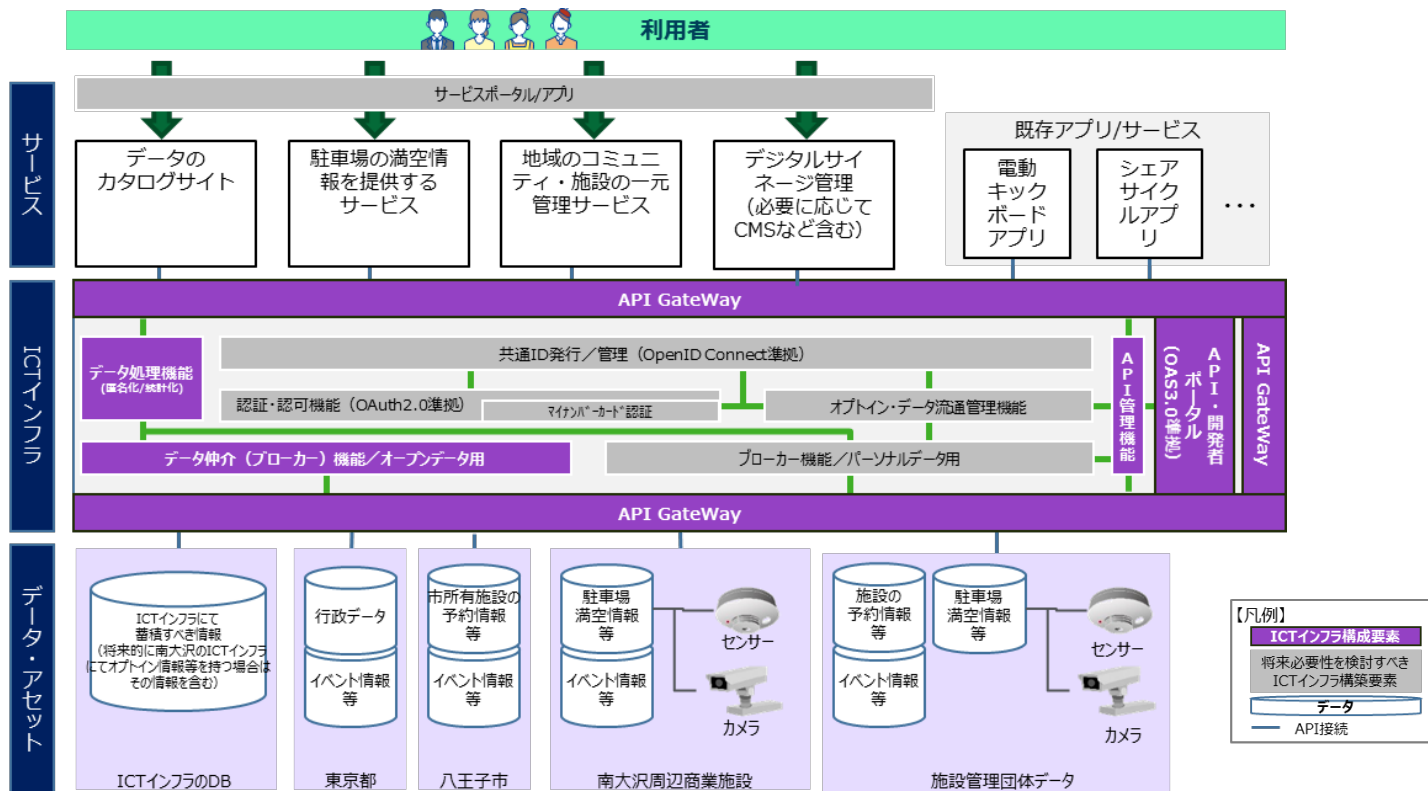 利用者
サービス
サービスポータル/アプリ
データの
カタログサイト
駐車場の満空情
報を提供する
サービス
地域のコミュニ
ティ・施設の一元
管理サービス
デジタルサイ
ネージ管理
（必要に応じて
CMSなど含む）
既存アプリ/サービス
電動
キック
ボード
アプリ
シェア
サイク
ルアプ
リ
・・・
ICTインフラ
API GateWay
データ処理機能
(匿名化/統計化)
共通ID発行／管理（OpenID Connect準拠）
認証・認可機能（OAuth2.0準拠）
ﾏｲﾅﾝﾊﾞｰｶｰﾄﾞ認証
オプトイン・データ流通管理機能
データ仲介（ブローカー）機能／オープンデータ用
ブローカー機能／パーソナルデータ用
API管理機能
API・開発者
ポータル
(OAS3.0準拠)
API GateWay
API GateWay
データ・アセット
ICTインフラにて
蓄積すべき情報
（将来的に南大沢のICTインフラ
にてオプトイン情報等を持つ場合は
その情報を含む）
ICTインフラのDB
行政データ
イベント情報
等
東京都
市所有施設の
予約情報
等
イベント情報
等
八王子市
駐車場
満空情報
等
イベント情報
等
センサー
カメラ
南大沢周辺商業施設
施設の
予約情報
等
イベント情報
等
駐車場
満空情報
等
センサー
カメラ
施設管理団体データ
【凡例】
ICTインフラ構成要素
将来必要性を検討すべき
ICTインフラ構築要素
データ
API接続